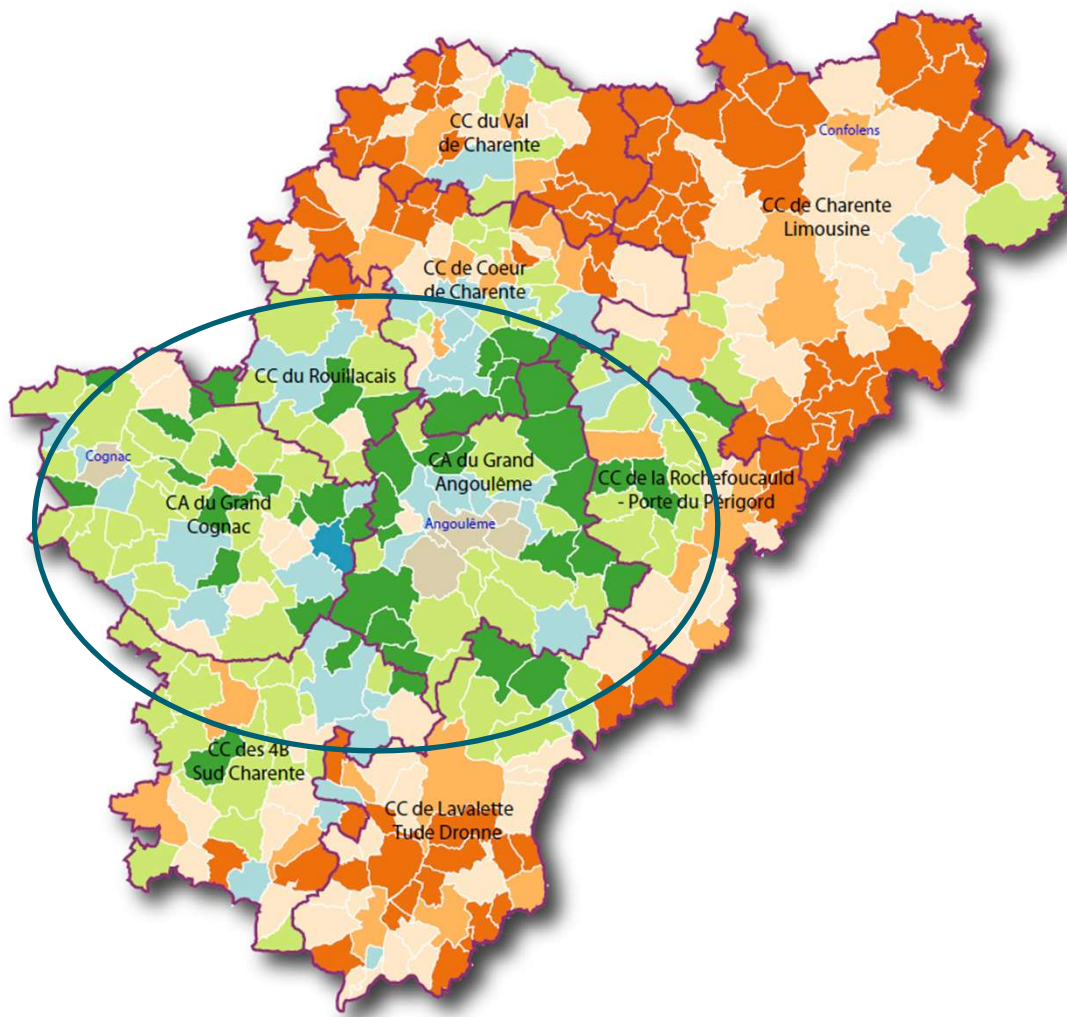 CC du Val
de Charente
Confolens
CC de Charente
Limousine
CC de Coeur
de Charente
CC du Rouillacais
Cognac
CA du Grand
Cognac
CA du Grand
Angoulême
Angoulême
CC de la Rochefoucauld
- Porte du Périgord
CC des 4B
Sud Charente
CC de Lavalette
Tude Dronne